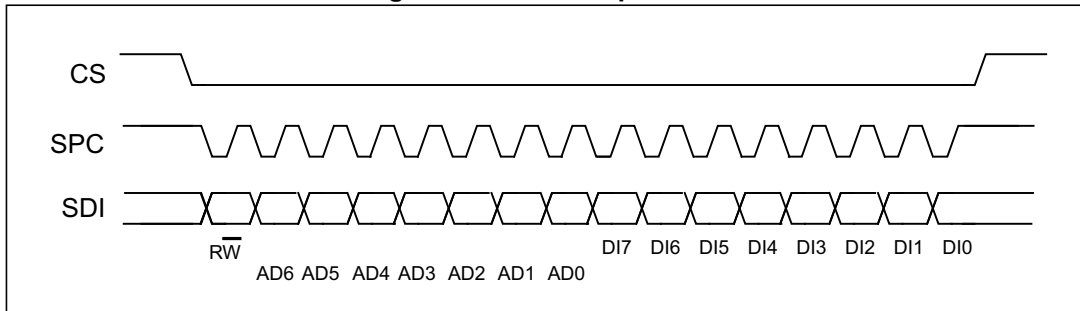 CS
SPC
SDI
RW̅
DI7 DI6 DI5 DI4 DI3 DI2 DI1 DI0
AD6 AD5 AD4 AD3 AD2 AD1 AD0